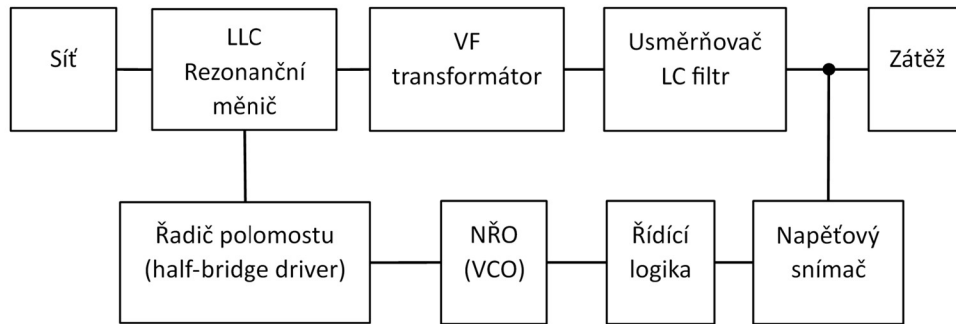 Síť
LLC
Rezonanční
měnič
VF
transformátor
Usměrňovač
LC filtr
Zátěž
Řadič polomostu
(half-bridge driver)
NŘO
(VCO)
Řídící
logika
Napěťový
snímač